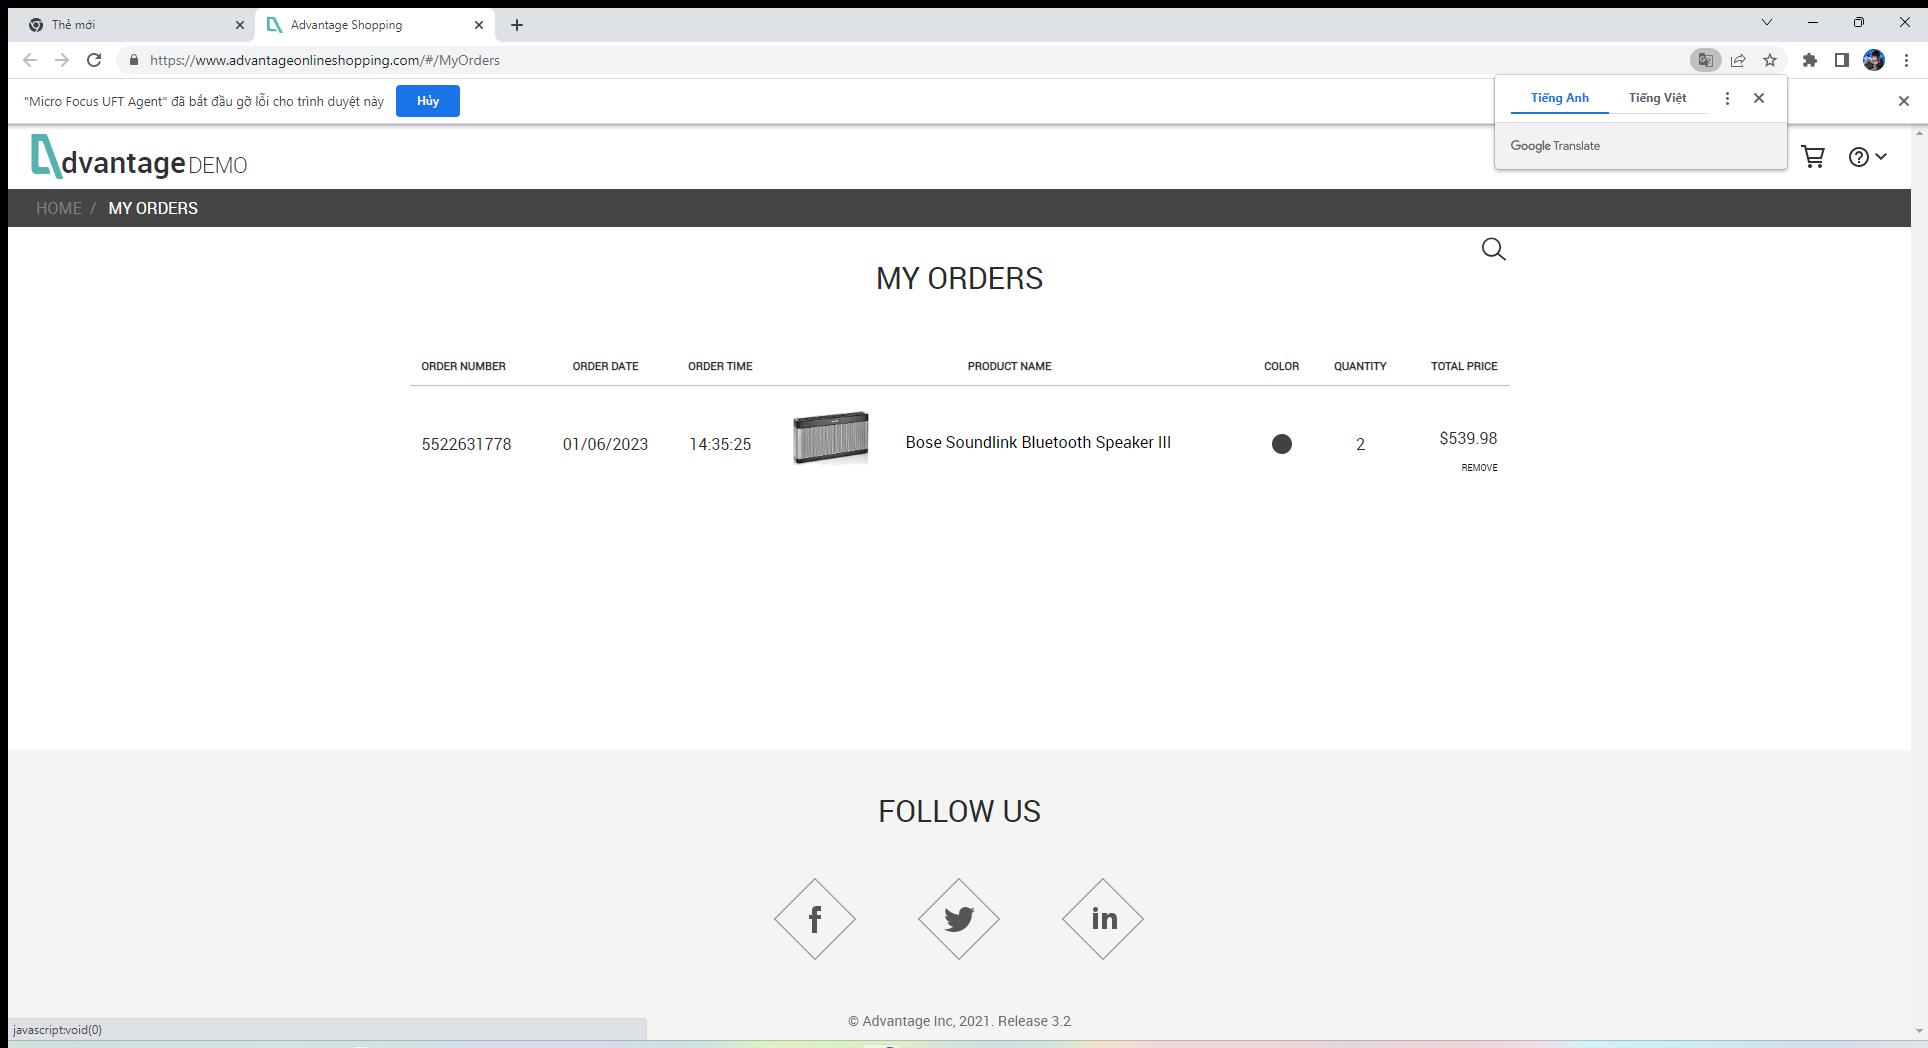 Thẻ mới
Advantage Shopping
https://www.advantageonlineshopping.com/#/MyOrders
"Micro Focus UFT Agent" đã bắt đầu gỡ lỗi cho trình duyệt này
Hủy
Tiếng Anh
Tiếng Việt
Google Translate
dvantage DEMO
HOME / MY ORDERS
MY ORDERS
ORDER NUMBER ORDER DATE ORDER TIME PRODUCT NAME COLOR QUANTITY TOTAL PRICE
5522631778 01/06/2023 14:35:25 Bose Soundlink Bluetooth Speaker III 2 $539.98
REMOVE
FOLLOW US
f
in
© Advantage Inc, 2021. Release 3.2
javascript:void(0)